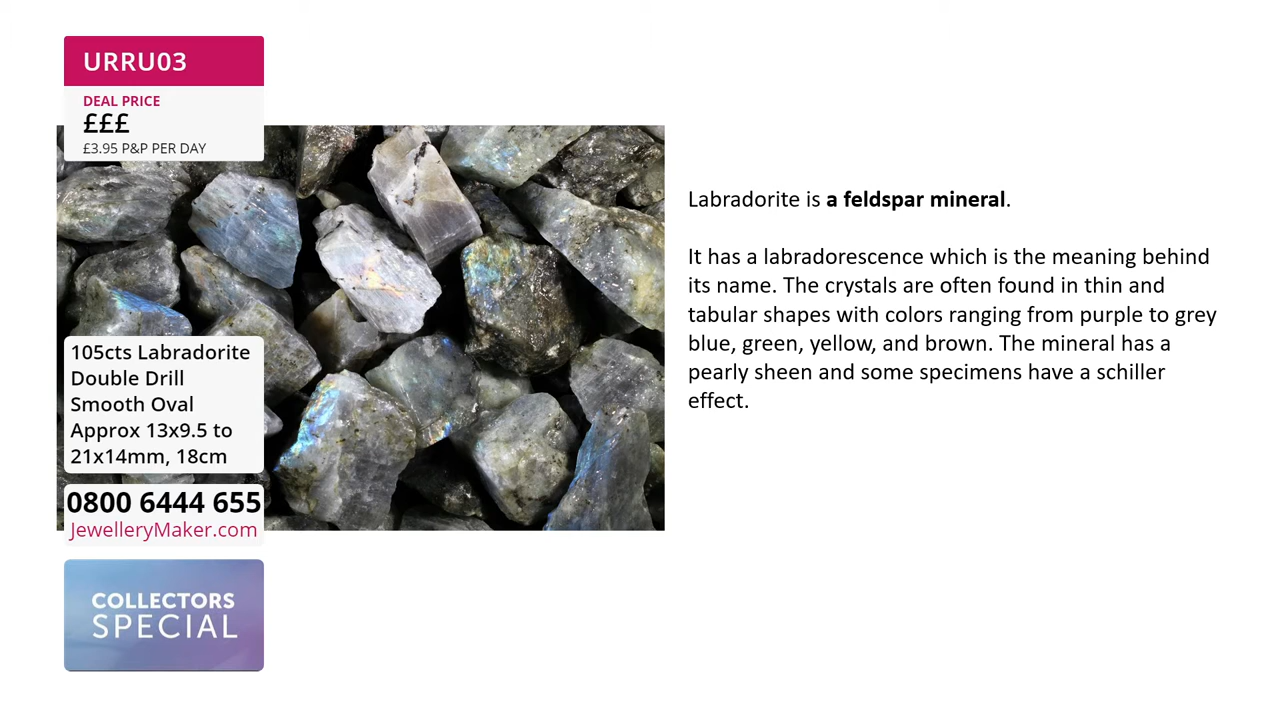 URRU03
DEAL PRICE
£££
£3.95 P&P PER DAY
105cts Labradorite
Double Drill
Smooth Oval
Approx 13x9.5 to
21x14mm, 18cm
0800 6444 655
JewelleryMaker.com
COLLECTORS
SPECIAL
Labradorite is a feldspar mineral.
It has a labradorescence which is the meaning behind
its name. The crystals are often found in thin and
tabular shapes with colors ranging from purple to grey
blue, green, yellow, and brown. The mineral has a
pearly sheen and some specimens have a schiller
effect.